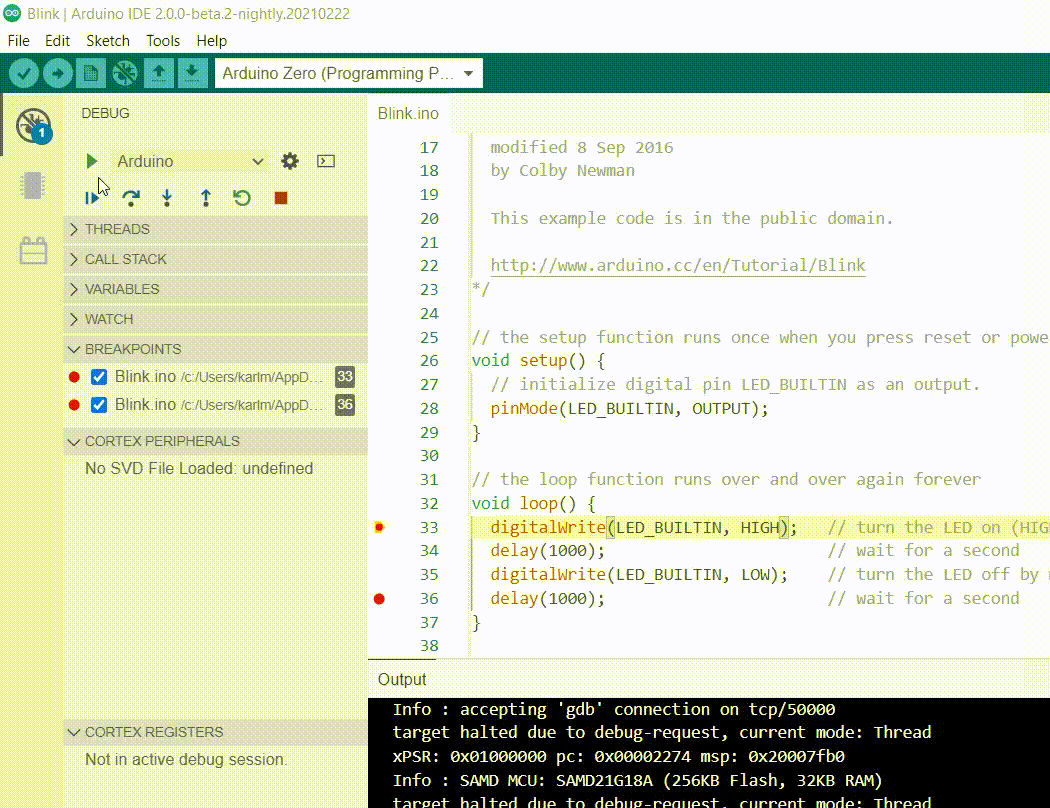 Blink | Arduino IDE 2.0.0-beta.2-nightly.20210222
File Edit Sketch Tools Help
Arduino Zero (Programming P...
DEBUG
1
Arduino
THREADS
CALL STACK
VARIABLES
WATCH
BREAKPOINTS
Blink.ino /c:/Users/karlm/AppD... 33
Blink.ino /c:/Users/karlm/AppD... 36
CORTEX PERIPHERALS
No SVD File Loaded: undefined
CORTEX REGISTERS
Not in active debug session.
Blink.ino
17 modified 8 Sep 2016
18 by Colby Newman
19
20 This example code is in the public domain.
21
22 http://www.arduino.cc/en/Tutorial/Blink
23 */
24
25 // the setup function runs once when you press reset or powe
26 void setup() {
27 // initialize digital pin LED_BUILTIN as an output.
28 pinMode(LED_BUILTIN, OUTPUT);
29 }
30
31 // the loop function runs over and over again forever
32 void loop() {
33 digitalWrite(LED_BUILTIN, HIGH); // turn the LED on (HIG
34 delay(1000); // wait for a second
35 digitalWrite(LED_BUILTIN, LOW); // turn the LED off by
36 delay(1000); // wait for a second
37 }
38
Output
Info : accepting 'gdb' connection on tcp/50000
target halted due to debug-request, current mode: Thread
xPSR: 0x01000000 pc: 0x00002274 msp: 0x20007fb0
Info : SAMD MCU: SAMD21G18A (256KB Flash, 32KB RAM)
target halted due to debug-request, current mode: Thread